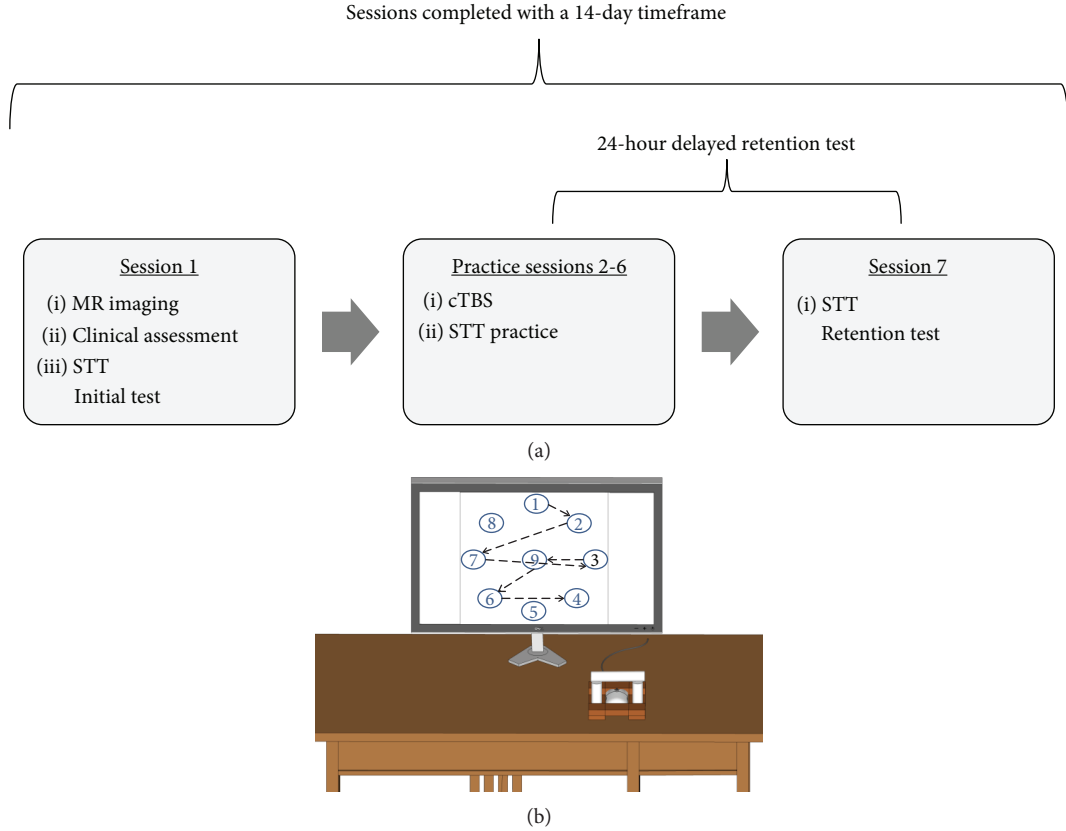 Sessions completed with a 14-day timeframe
24-hour delayed retention test
Session 1
(i) MR imaging
(ii) Clinical assessment
(iii) STT
Initial test
Practice sessions 2-6
(i) cTBS
(ii) STT practice
Session 7
(i) STT
Retention test
(a)
1
8
2
7
9
3
6
4
5
(b)